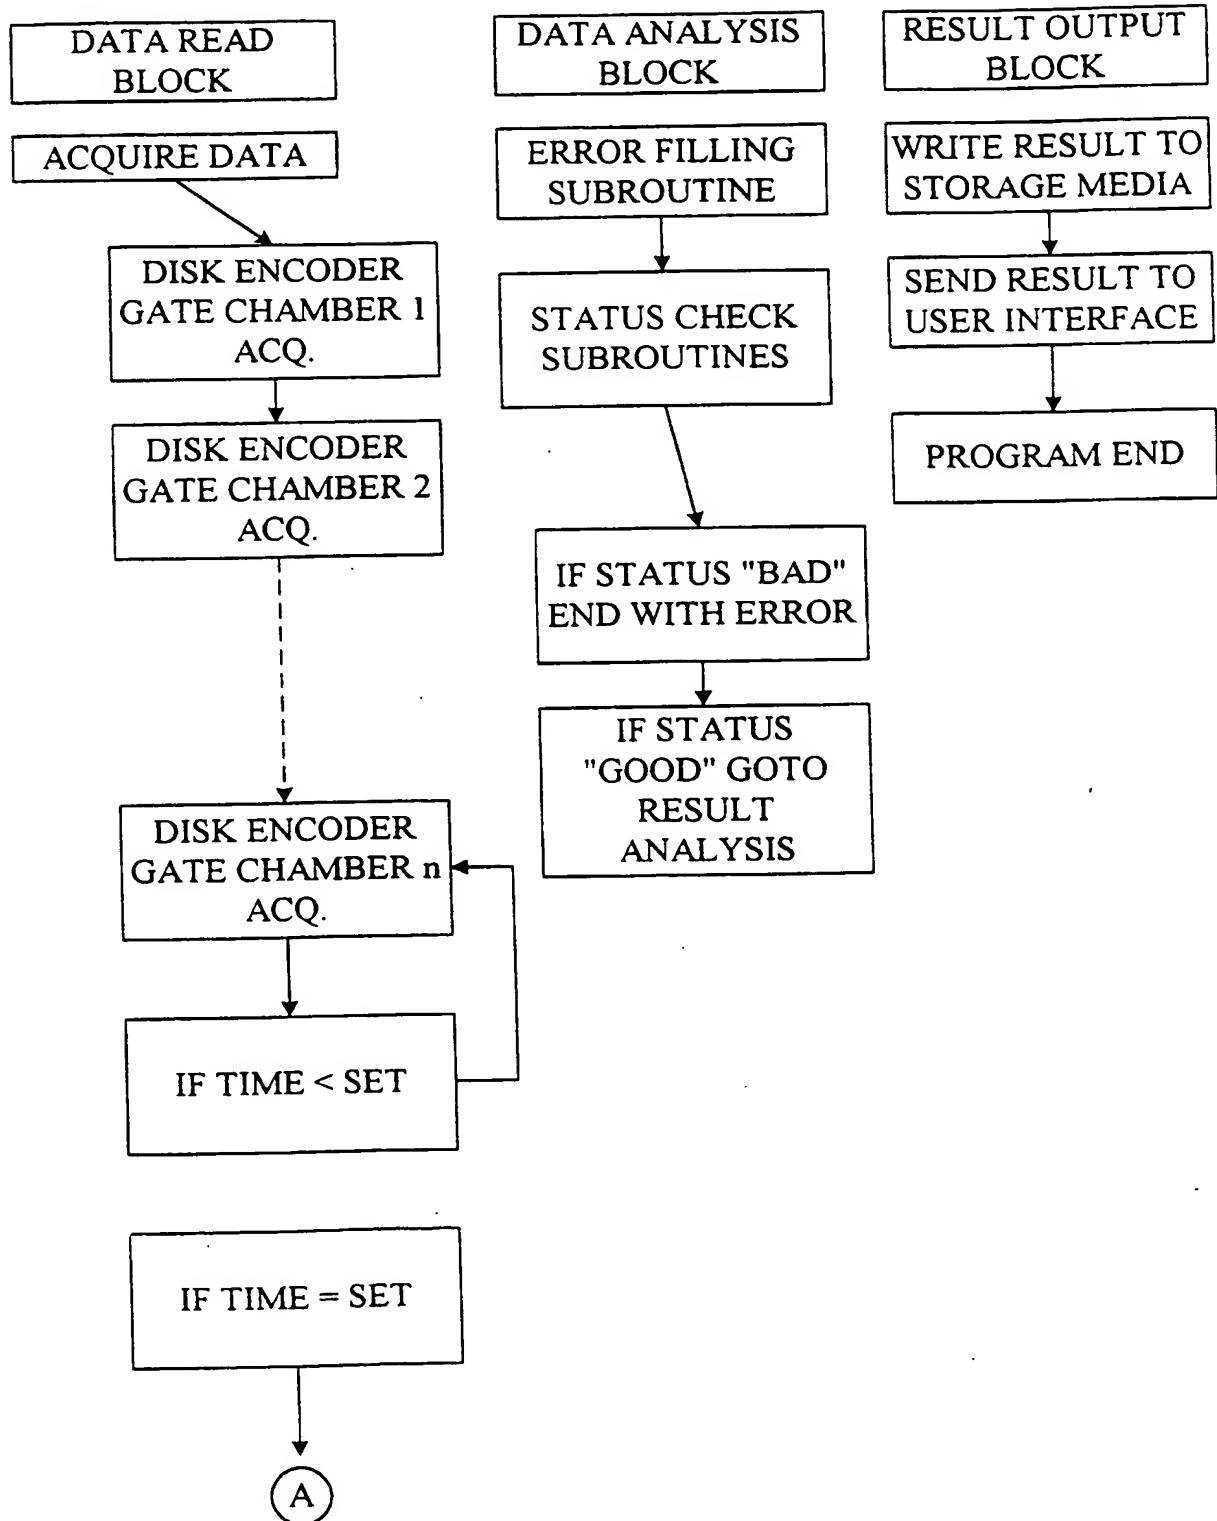 DATA READ
BLOCK
ACQUIRE DATA
DISK ENCODER
GATE CHAMBER 1
ACQ.
DISK ENCODER
GATE CHAMBER 2
ACQ.
DISK ENCODER
GATE CHAMBER n
ACQ.
IF TIME < SET
IF TIME = SET
A
DATA ANALYSIS
BLOCK
ERROR FILLING
SUBROUTINE
STATUS CHECK
SUBROUTINES
IF STATUS "BAD"
END WITH ERROR
IF STATUS
"GOOD" GOTO
RESULT
ANALYSIS
RESULT OUTPUT
BLOCK
WRITE RESULT TO
STORAGE MEDIA
SEND RESULT TO
USER INTERFACE
PROGRAM END